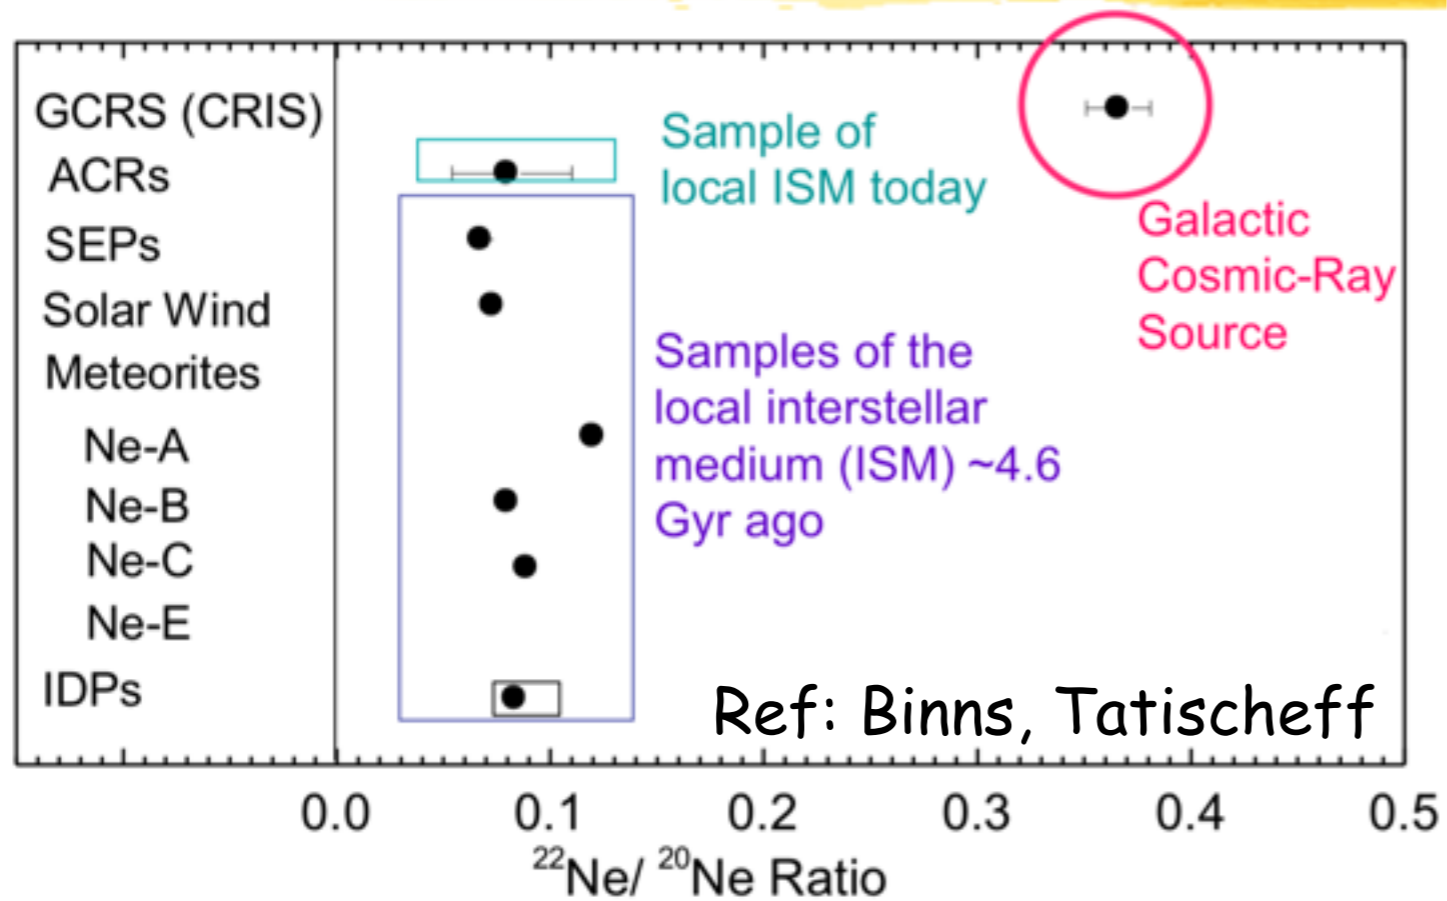 GCRS (CRIS)
ACRs
SEPs
Solar Wind
Meteorites
Ne-A
Ne-B
Ne-C
Ne-E
IDPs
Sample of
local ISM today
Galactic
Cosmic-Ray
Source
Samples of the
local interstellar
medium (ISM) ~4.6
Gyr ago
Ref: Binns, Tatischeff
0.0 0.1 0.2 0.3 0.4 0.5
²²Ne/ ²⁰Ne Ratio